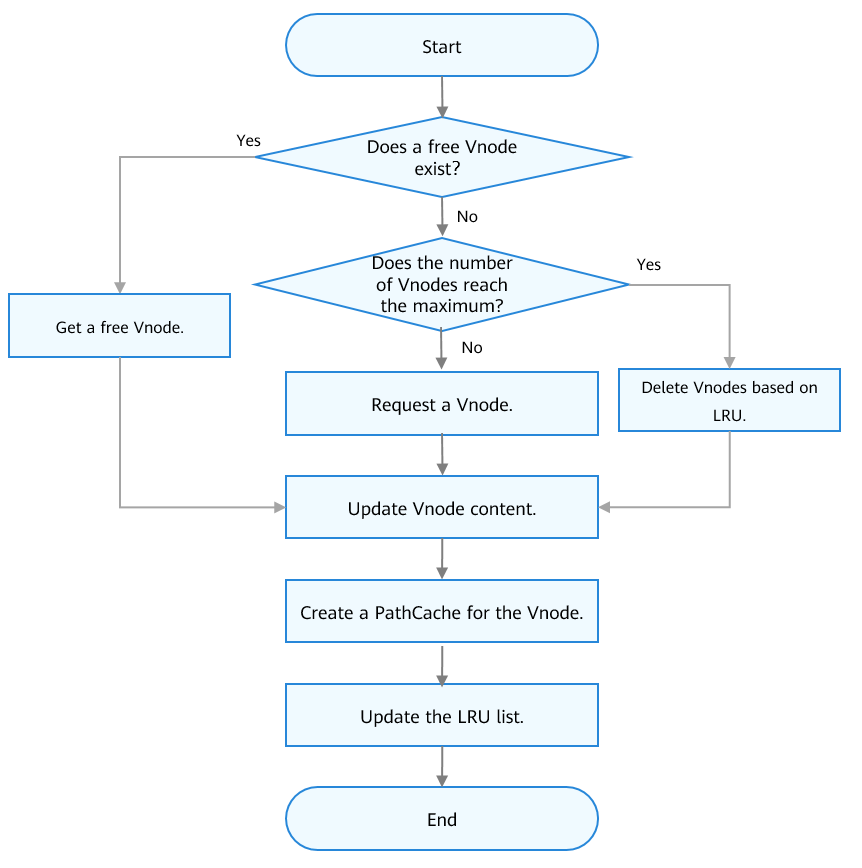 Start
Yes
Does a free Vnode
exist?
No
Does the number
of Vnodes reach
the maximum?
Yes
Get a free Vnode.
No
Request a Vnode.
Delete Vnodes based on
LRU.
Update Vnode content.
Create a PathCache for the Vnode.
Update the LRU list.
End